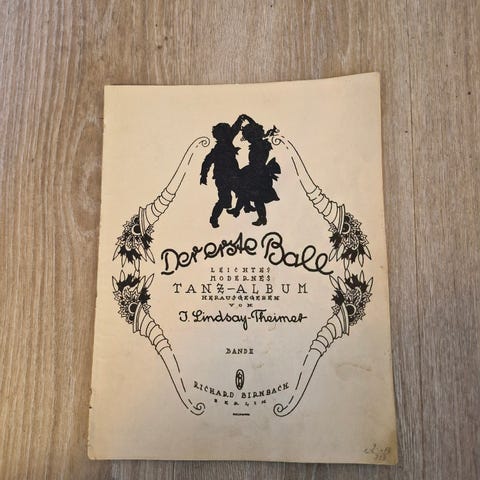 Der erste Ball
LEICHTES
MODERNES
TANZ-ALBUM
HERAUSGEGEBEN
VON
J. Lindsay-Theimer
BAND I
RICHARD BIRNBACH
BERLIN